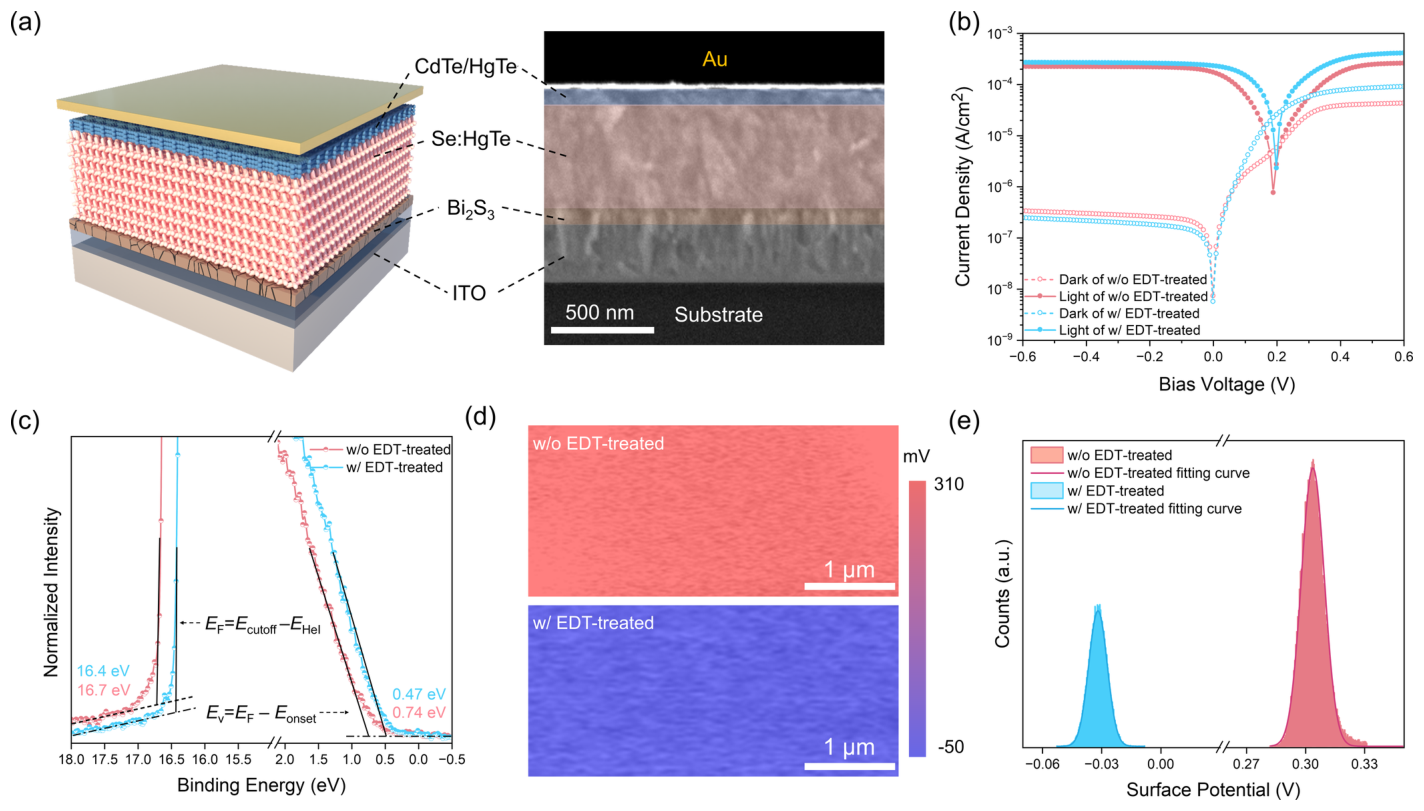 (a)
CdTe/HgTe
Se:HgTe
Bi₂S₃
ITO
Au
500 nm
Substrate
(b)
Current Density (A/cm²)
10⁻³
10⁻⁴
10⁻⁵
10⁻⁶
10⁻⁷
10⁻⁸
10⁻⁹
Dark of w/o EDT-treated
Light of w/o EDT-treated
Dark of w/ EDT-treated
Light of w/ EDT-treated
−0.6 −0.4 −0.2 0.0 0.2 0.4 0.6
Bias Voltage (V)
(c)
Normalized Intensity
w/o EDT-treated
w/ EDT-treated
E_F=E_cutoff−E_HeI
16.4 eV
16.7 eV
E_v=E_F − E_onset
0.47 eV
0.74 eV
18.0 17.5 17.0 16.5 16.0 15.5 2.0 1.5 1.0 0.5 0.0 −0.5
Binding Energy (eV)
(d)
w/o EDT-treated
1 μm
w/ EDT-treated
1 μm
mV
310
-50
(e)
Counts (a.u.)
w/o EDT-treated
w/o EDT-treated fitting curve
w/ EDT-treated
w/ EDT-treated fitting curve
−0.06 −0.03 0.00 0.27 0.30 0.33
Surface Potential (V)